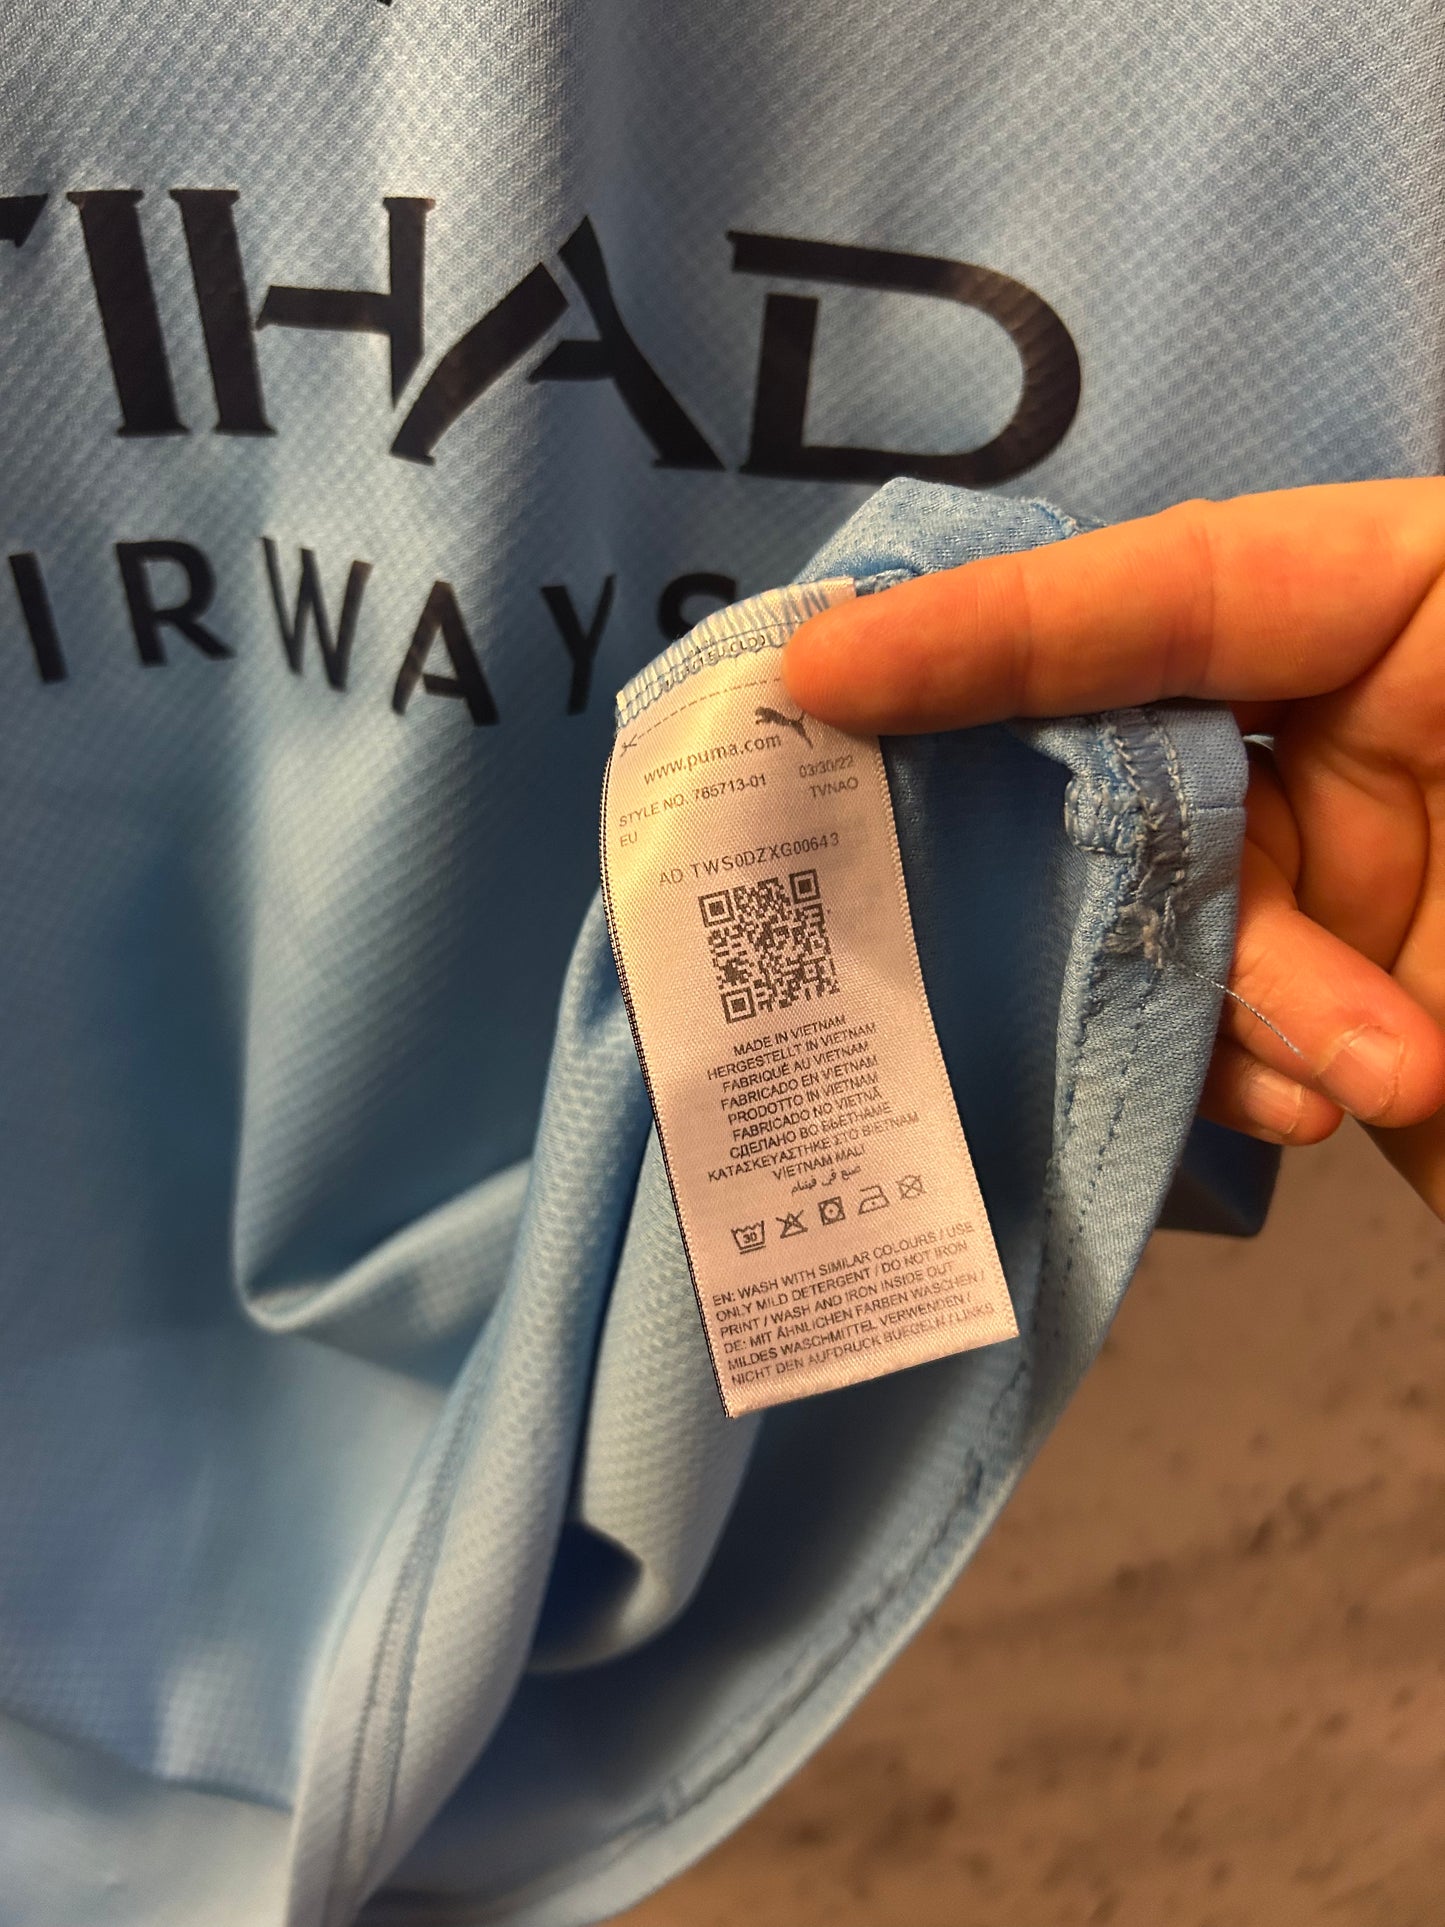 TIHAD
IRWAYS
www.puma.com
STYLE NO. 765713-01 03/30/22
EU TVNAO
AD TWS0DZXG00643
MADE IN VIETNAM
HERGESTELLT IN VIETNAM
FABRIQUÉ AU VIETNAM
FABRICADO EN VIETNAM
PRODOTTO IN VIETNAM
FABRICADO NO VIETNÃ
СДЕЛАНО ВО ВЬЕТНАМЕ
ΚΑΤΑΣΚΕΥΑΣΤΗΚΕ ΣΤΟ ΒΙΕΤΝΑΜ
VIETNAM MALI
صنع في فيتنام
30
EN: WASH WITH SIMILAR COLOURS / USE
ONLY MILD DETERGENT / DO NOT IRON
PRINT / WASH AND IRON INSIDE OUT
DE: MIT ÄHNLICHEN FARBEN WASCHEN /
MILDES WASCHMITTEL VERWENDEN /
NICHT DEN AUFDRUCK BUEGELN / LINKS